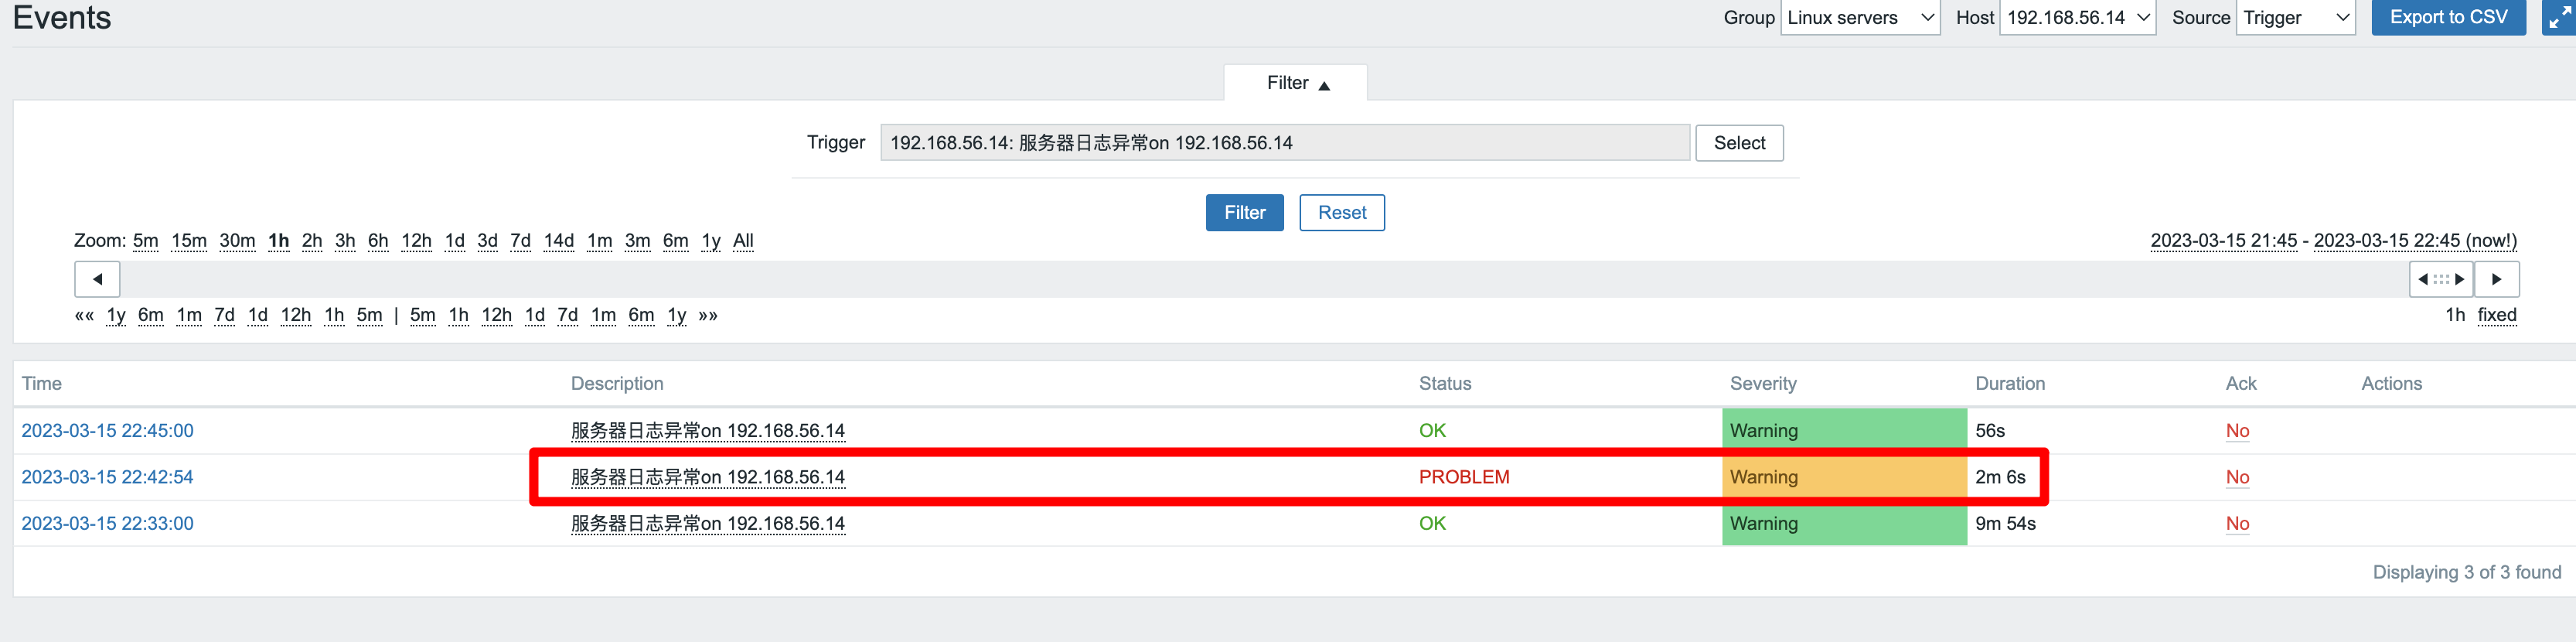 Events
Group Linux servers Host 192.168.56.14 Source Trigger Export to CSV
Filter ▲
Trigger 192.168.56.14: 服务器日志异常on 192.168.56.14 Select
Filter Reset
Zoom: 5m 15m 30m 1h 2h 3h 6h 12h 1d 3d 7d 14d 1m 3m 6m 1y All
2023-03-15 21:45 - 2023-03-15 22:45 (now!)
«« 1y 6m 1m 7d 1d 12h 1h 5m | 5m 1h 12h 1d 7d 1m 6m 1y »»
1h fixed
Time Description Status Severity Duration Ack Actions
2023-03-15 22:45:00 服务器日志异常on 192.168.56.14 OK Warning 56s No
2023-03-15 22:42:54 服务器日志异常on 192.168.56.14 PROBLEM Warning 2m 6s No
2023-03-15 22:33:00 服务器日志异常on 192.168.56.14 OK Warning 9m 54s No
Displaying 3 of 3 found